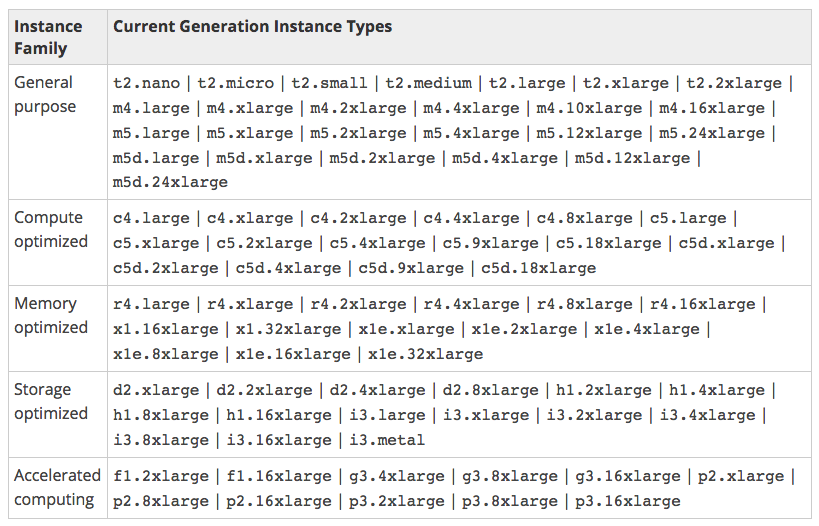 Instance Family
Current Generation Instance Types
General purpose
t2.nano | t2.micro | t2.small | t2.medium | t2.large | t2.xlarge | t2.2xlarge |
m4.large | m4.xlarge | m4.2xlarge | m4.4xlarge | m4.10xlarge | m4.16xlarge |
m5.large | m5.xlarge | m5.2xlarge | m5.4xlarge | m5.12xlarge | m5.24xlarge |
m5d.large | m5d.xlarge | m5d.2xlarge | m5d.4xlarge | m5d.12xlarge |
m5d.24xlarge
Compute optimized
c4.large | c4.xlarge | c4.2xlarge | c4.4xlarge | c4.8xlarge | c5.large |
c5.xlarge | c5.2xlarge | c5.4xlarge | c5.9xlarge | c5.18xlarge | c5d.xlarge |
c5d.2xlarge | c5d.4xlarge | c5d.9xlarge | c5d.18xlarge
Memory optimized
r4.large | r4.xlarge | r4.2xlarge | r4.4xlarge | r4.8xlarge | r4.16xlarge |
x1.16xlarge | x1.32xlarge | x1e.xlarge | x1e.2xlarge | x1e.4xlarge |
x1e.8xlarge | x1e.16xlarge | x1e.32xlarge
Storage optimized
d2.xlarge | d2.2xlarge | d2.4xlarge | d2.8xlarge | h1.2xlarge | h1.4xlarge |
h1.8xlarge | h1.16xlarge | i3.large | i3.xlarge | i3.2xlarge | i3.4xlarge |
i3.8xlarge | i3.16xlarge | i3.metal
Accelerated computing
f1.2xlarge | f1.16xlarge | g3.4xlarge | g3.8xlarge | g3.16xlarge | p2.xlarge |
p2.8xlarge | p2.16xlarge | p3.2xlarge | p3.8xlarge | p3.16xlarge